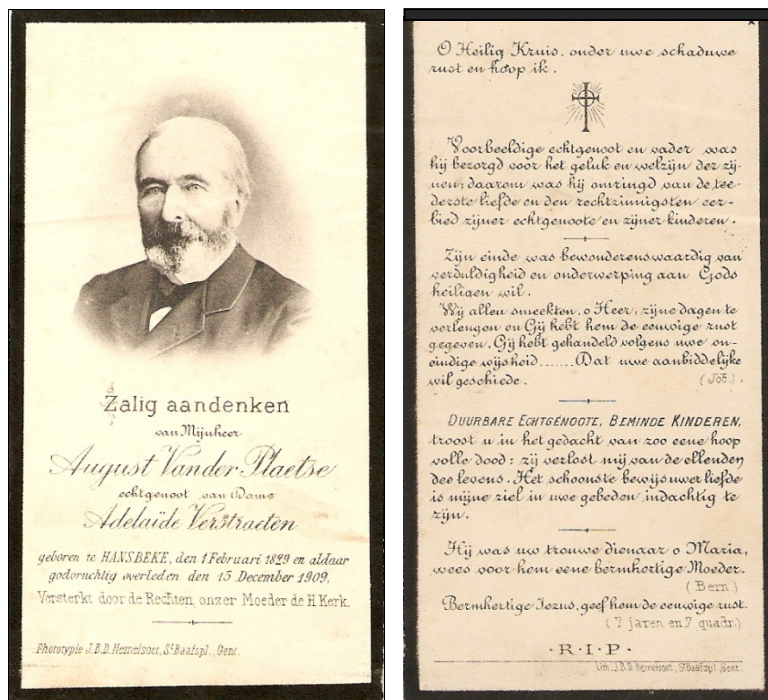 Zalig aandenken
van Mijnheer
August Vander Plaetse
echtgenoot van Dame
Adelaïde Verstraeten
geboren te HANSBEKE, den 1 Februari 1829 en aldaar
godvruchtig overleden den 15 December 1909,
Versterkt door de Rechten onzer Moeder de H. Kerk.
Phototypie J.B.D. Hemelsoet, St Baafspl., Gent.
O Heilig Kruis, onder uwe schaduwe
rust en hoop ik.
Voorbeeldige echtgenoot en vader was
hij bezorgd voor het geluk en welzijn der zij-
nen; daarom was hij omringd van de tee-
derste liefde en den rechtzinnigsten eer-
bied zijner echtgenoote en zijner kinderen.
Zijn einde was bewonderenswaardig van
verduldigheid en onderwerping aan Gods
heiligen wil.
Wij allen smeekten, o Heer, zijne dagen te
verlengen en Gij hebt hem de eeuwige rust
gegeven. Gij hebt gehandeld volgens uwe on-
eindige wijsheid....... Dat uwe aanbiddelijke
wil geschiede. (Job.).
DUURBARE ECHTGENOOTE, BEMINDE KINDEREN,
troost u in het gedacht van zoo eene hoop
volle dood: zij verlost mij van de ellenden
des levens. Het schoonste bewijs uwer liefde
is mijne ziel in uwe gebeden indachtig te
zijn.
Hij was uw trouwe dienaar o Maria,
wees voor hem eene bermhertige Moeder.
(Bern.)
Bermhertige Jezus, geef hem de eeuwige rust.
(7 jaren en 7 quadr.)
· R · I · P ·
Lith. J.B.D. Hemelsoet, St Baafspl., Gent.